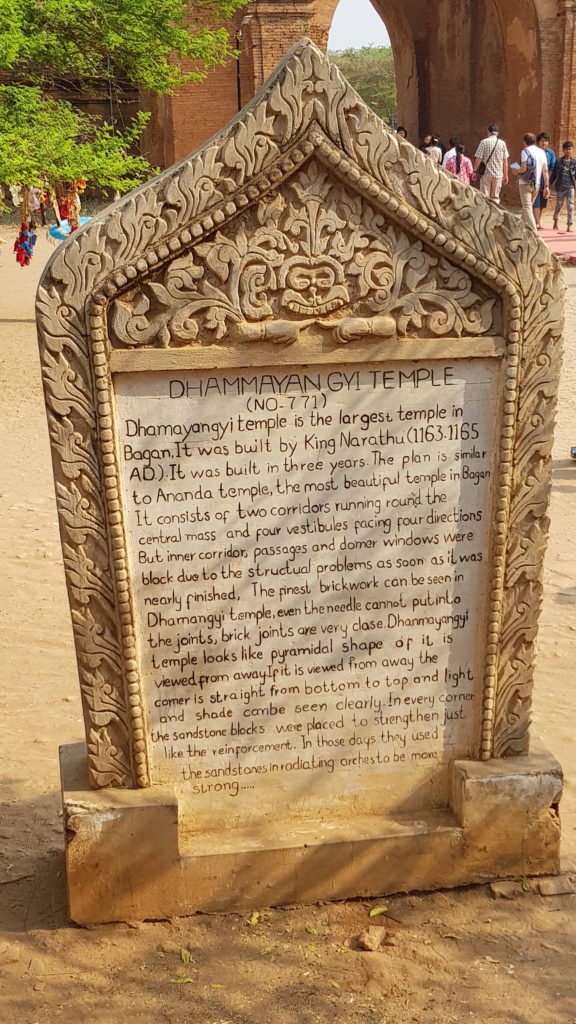 DHAMMAYAN GYI TEMPLE
(NO-771)
Dhamayangyi temple is the largest temple in
Bagan. It was built by King Narathu (1163.1165
AD). It was built in three years. The plan is similar
to Ananda temple, the most beautiful temple in Bagan
It consists of two corridors running round the
central mass and four vestibules facing four directions
But inner corridor, passages and domer windows were
block due to the structual problems as soon as it was
nearly finished, The finest brickwork can be seen in
Dhamangyi temple, even the needle cannot put into
the joints, brick joints are very close. Dhanmayangyi
temple looks like pyramidal shape of it is
viewed from away. If it is viewed from away the
corner is straight from bottom to top and light
and shade canbe seen clearly. In every corner
the sandstone blocks were placed to strengthen just
like the reinforcement. In those days they used
the sandstones in radiating arches to be more
strong.....